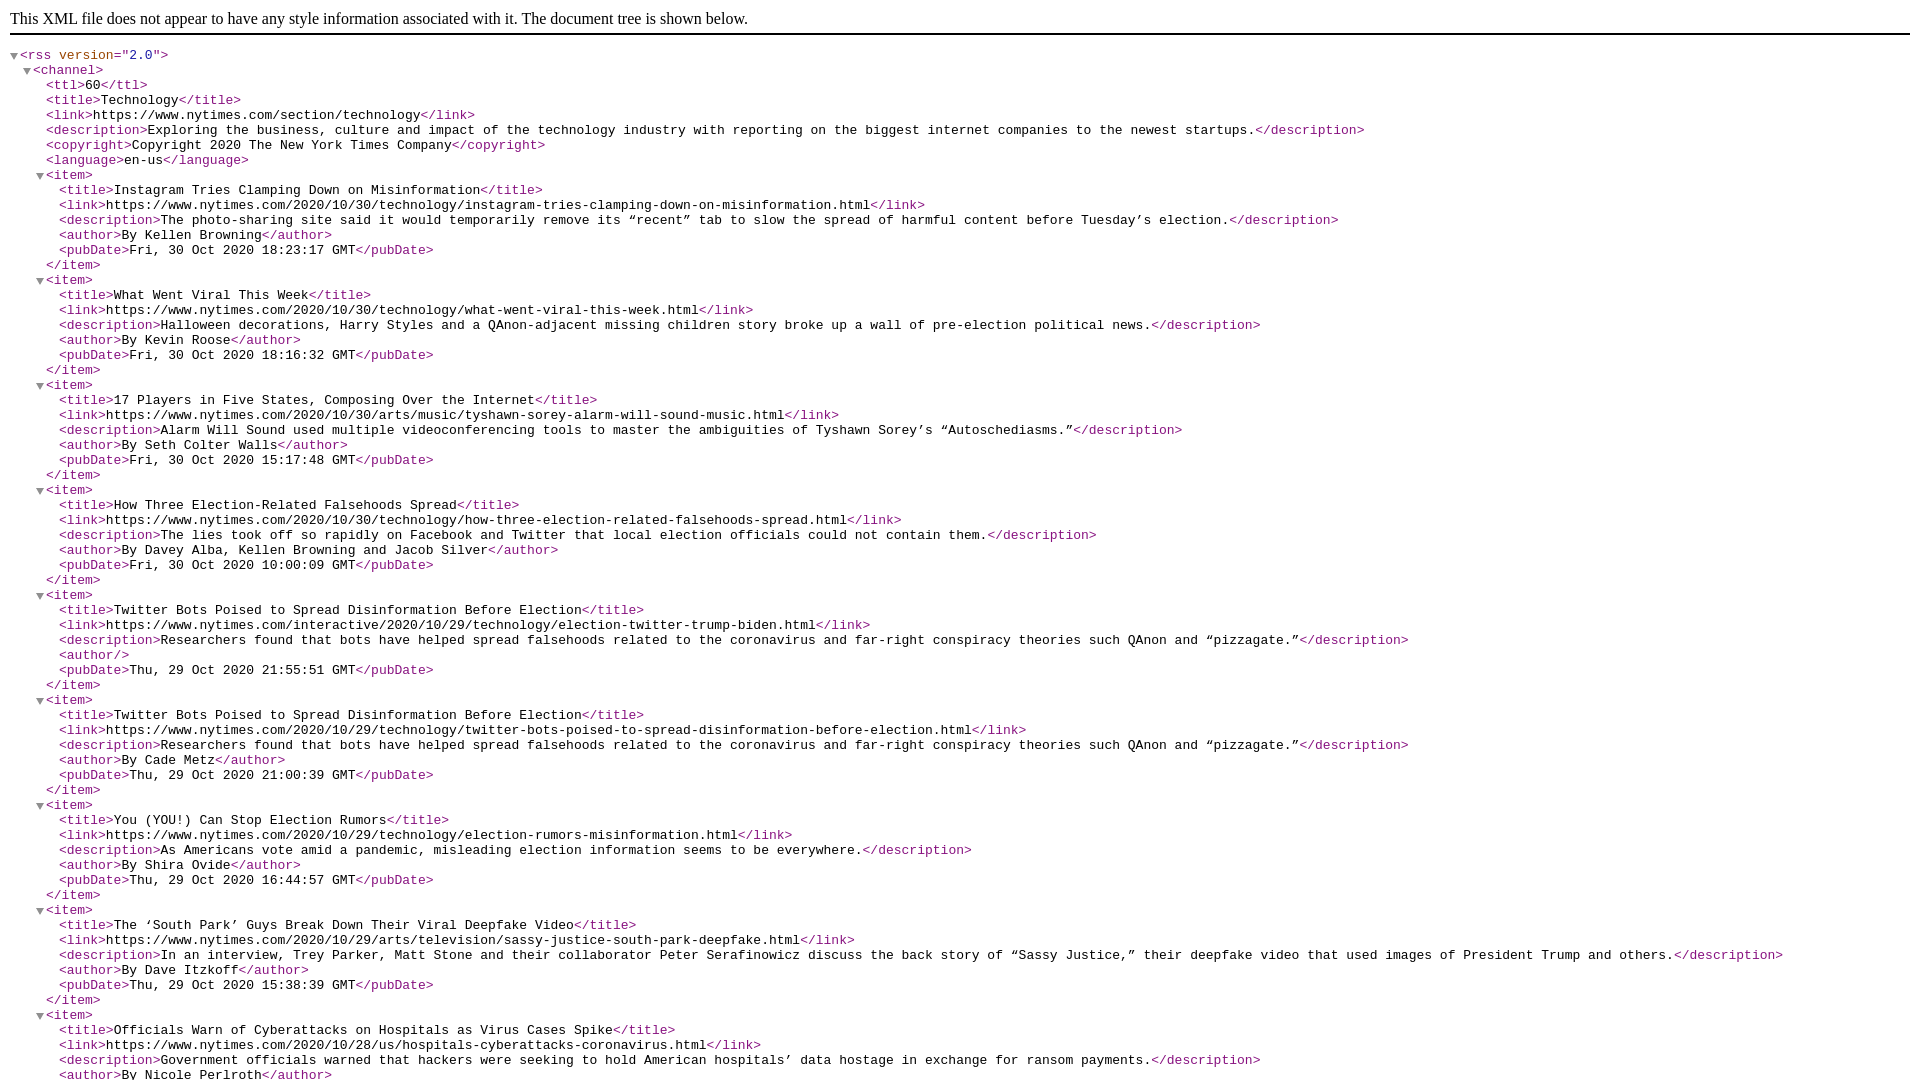 This XML file does not appear to have any style information associated with it. The document tree is shown below.
<rss version="2.0">
<channel>
<ttl>60</ttl>
<title>Technology</title>
<link>https://www.nytimes.com/section/technology</link>
<description>Exploring the business, culture and impact of the technology industry with reporting on the biggest internet companies to the newest startups.</description>
<copyright>Copyright 2020 The New York Times Company</copyright>
<language>en-us</language>
<item>
<title>Instagram Tries Clamping Down on Misinformation</title>
<link>https://www.nytimes.com/2020/10/30/technology/instagram-tries-clamping-down-on-misinformation.html</link>
<description>The photo-sharing site said it would temporarily remove its “recent” tab to slow the spread of harmful content before Tuesday’s election.</description>
<author>By Kellen Browning</author>
<pubDate>Fri, 30 Oct 2020 18:23:17 GMT</pubDate>
</item>
<item>
<title>What Went Viral This Week</title>
<link>https://www.nytimes.com/2020/10/30/technology/what-went-viral-this-week.html</link>
<description>Halloween decorations, Harry Styles and a QAnon-adjacent missing children story broke up a wall of pre-election political news.</description>
<author>By Kevin Roose</author>
<pubDate>Fri, 30 Oct 2020 18:16:32 GMT</pubDate>
</item>
<item>
<title>17 Players in Five States, Composing Over the Internet</title>
<link>https://www.nytimes.com/2020/10/30/arts/music/tyshawn-sorey-alarm-will-sound-music.html</link>
<description>Alarm Will Sound used multiple videoconferencing tools to master the ambiguities of Tyshawn Sorey’s “Autoschediasms.”</description>
<author>By Seth Colter Walls</author>
<pubDate>Fri, 30 Oct 2020 15:17:48 GMT</pubDate>
</item>
<item>
<title>How Three Election-Related Falsehoods Spread</title>
<link>https://www.nytimes.com/2020/10/30/technology/how-three-election-related-falsehoods-spread.html</link>
<description>The lies took off so rapidly on Facebook and Twitter that local election officials could not contain them.</description>
<author>By Davey Alba, Kellen Browning and Jacob Silver</author>
<pubDate>Fri, 30 Oct 2020 10:00:09 GMT</pubDate>
</item>
<item>
<title>Twitter Bots Poised to Spread Disinformation Before Election</title>
<link>https://www.nytimes.com/interactive/2020/10/29/technology/election-twitter-trump-biden.html</link>
<description>Researchers found that bots have helped spread falsehoods related to the coronavirus and far-right conspiracy theories such QAnon and “pizzagate.”</description>
<author/>
<pubDate>Thu, 29 Oct 2020 21:55:51 GMT</pubDate>
</item>
<item>
<title>Twitter Bots Poised to Spread Disinformation Before Election</title>
<link>https://www.nytimes.com/2020/10/29/technology/twitter-bots-poised-to-spread-disinformation-before-election.html</link>
<description>Researchers found that bots have helped spread falsehoods related to the coronavirus and far-right conspiracy theories such QAnon and “pizzagate.”</description>
<author>By Cade Metz</author>
<pubDate>Thu, 29 Oct 2020 21:00:39 GMT</pubDate>
</item>
<item>
<title>You (YOU!) Can Stop Election Rumors</title>
<link>https://www.nytimes.com/2020/10/29/technology/election-rumors-misinformation.html</link>
<description>As Americans vote amid a pandemic, misleading election information seems to be everywhere.</description>
<author>By Shira Ovide</author>
<pubDate>Thu, 29 Oct 2020 16:44:57 GMT</pubDate>
</item>
<item>
<title>The ‘South Park’ Guys Break Down Their Viral Deepfake Video</title>
<link>https://www.nytimes.com/2020/10/29/arts/television/sassy-justice-south-park-deepfake.html</link>
<description>In an interview, Trey Parker, Matt Stone and their collaborator Peter Serafinowicz discuss the back story of “Sassy Justice,” their deepfake video that used images of President Trump and others.</description>
<author>By Dave Itzkoff</author>
<pubDate>Thu, 29 Oct 2020 15:38:39 GMT</pubDate>
</item>
<item>
<title>Officials Warn of Cyberattacks on Hospitals as Virus Cases Spike</title>
<link>https://www.nytimes.com/2020/10/28/us/hospitals-cyberattacks-coronavirus.html</link>
<description>Government officials warned that hackers were seeking to hold American hospitals’ data hostage in exchange for ransom payments.</description>
<author>By Nicole Perlroth</author>